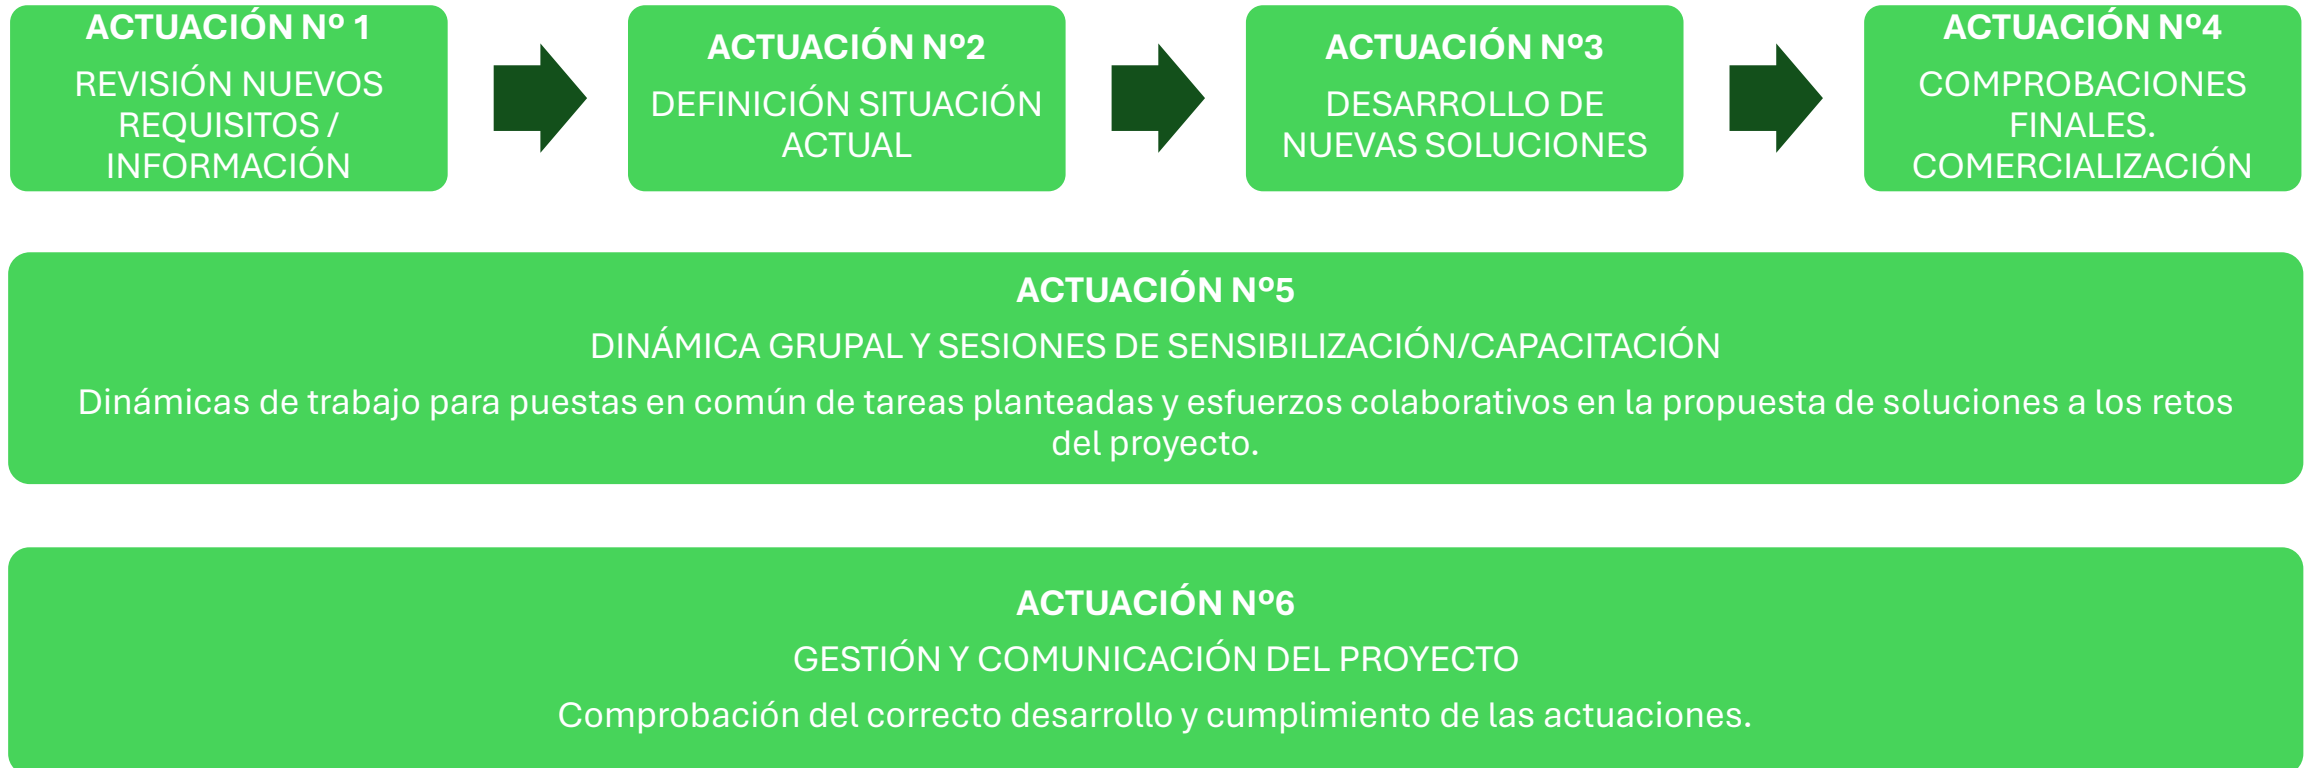 ACTUACIÓN Nº 1
REVISIÓN NUEVOS
REQUISITOS /
INFORMACIÓN
ACTUACIÓN Nº2
DEFINICIÓN SITUACIÓN
ACTUAL
ACTUACIÓN Nº3
DESARROLLO DE
NUEVAS SOLUCIONES
ACTUACIÓN Nº4
COMPROBACIONES
FINALES.
COMERCIALIZACIÓN
ACTUACIÓN Nº5
DINÁMICA GRUPAL Y SESIONES DE SENSIBILIZACIÓN/CAPACITACIÓN
Dinámicas de trabajo para puestas en común de tareas planteadas y esfuerzos colaborativos en la propuesta de soluciones a los retos
del proyecto.
ACTUACIÓN Nº6
GESTIÓN Y COMUNICACIÓN DEL PROYECTO
Comprobación del correcto desarrollo y cumplimiento de las actuaciones.